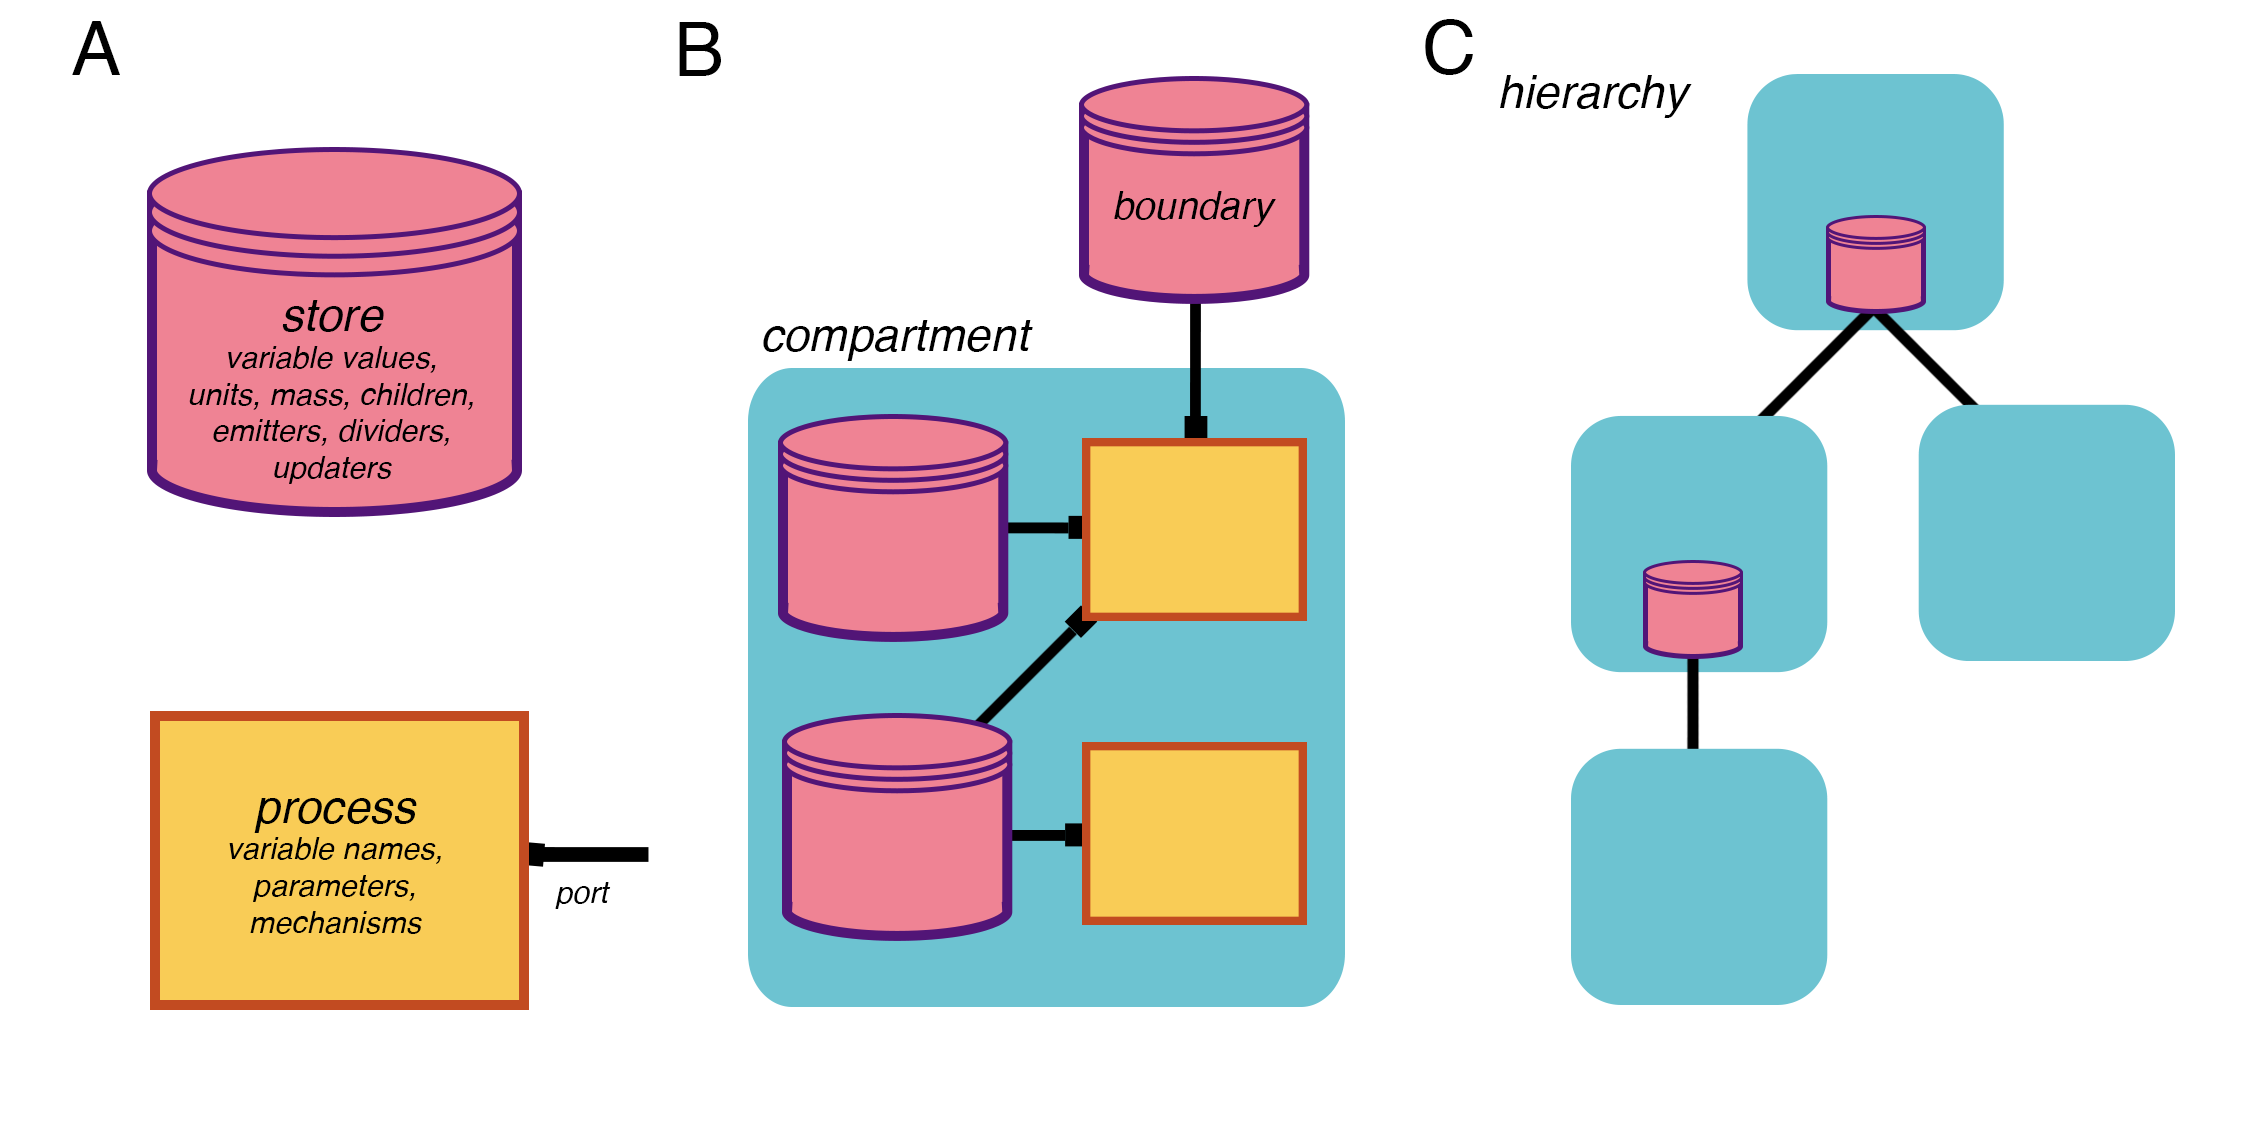 A
store
variable values,
units, mass, children,
emitters, dividers,
updaters
process
variable names,
parameters,
mechanisms
port
B
boundary
compartment
C
hierarchy